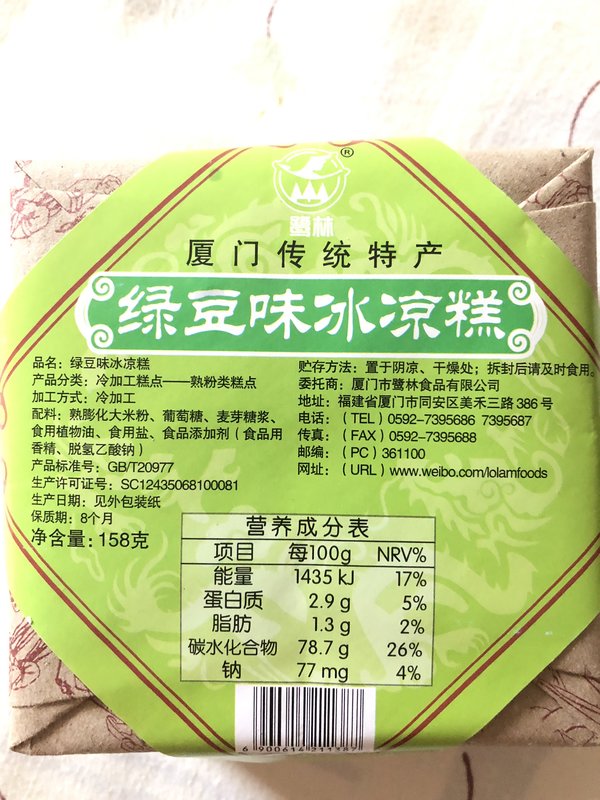 ®
鹭林
厦门传统特产
绿豆味冰凉糕
品名：绿豆味冰凉糕
产品分类：冷加工糕点——熟粉类糕点
加工方式：冷加工
配料：熟膨化大米粉、葡萄糖、麦芽糖浆、
食用植物油、食用盐、食品添加剂（食品用
香精、脱氢乙酸钠）
产品标准号：GB/T20977
生产许可证号：SC12435068100081
生产日期：见外包装纸
保质期：8个月
净含量：158克
贮存方法：置于阴凉、干燥处；拆封后请及时食用。
委托商：厦门市鹭林食品有限公司
地址：福建省厦门市同安区美禾三路386号
电话：（TEL）0592-7395686 7395687
传真：（FAX）0592-7395688
邮编：（PC）361100
网址：（URL）www.weibo.com/lolamfoods
营养成分表
项目 每100g NRV%
能量 1435 kJ 17%
蛋白质 2.9 g 5%
脂肪 1.3 g 2%
碳水化合物 78.7 g 26%
钠 77 mg 4%
6 900614 211387